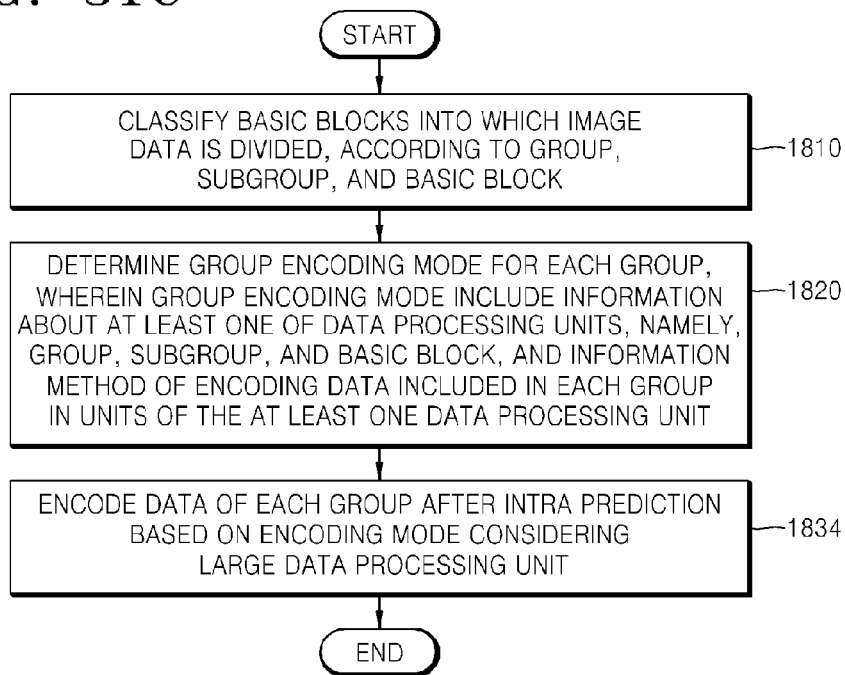 START
CLASSIFY BASIC BLOCKS INTO WHICH IMAGE
DATA IS DIVIDED, ACCORDING TO GROUP,
SUBGROUP, AND BASIC BLOCK
1810
DETERMINE GROUP ENCODING MODE FOR EACH GROUP,
WHEREIN GROUP ENCODING MODE INCLUDE INFORMATION
ABOUT AT LEAST ONE OF DATA PROCESSING UNITS, NAMELY,
GROUP, SUBGROUP, AND BASIC BLOCK, AND INFORMATION
METHOD OF ENCODING DATA INCLUDED IN EACH GROUP
IN UNITS OF THE AT LEAST ONE DATA PROCESSING UNIT
1820
ENCODE DATA OF EACH GROUP AFTER INTRA PREDICTION
BASED ON ENCODING MODE CONSIDERING
LARGE DATA PROCESSING UNIT
1834
END